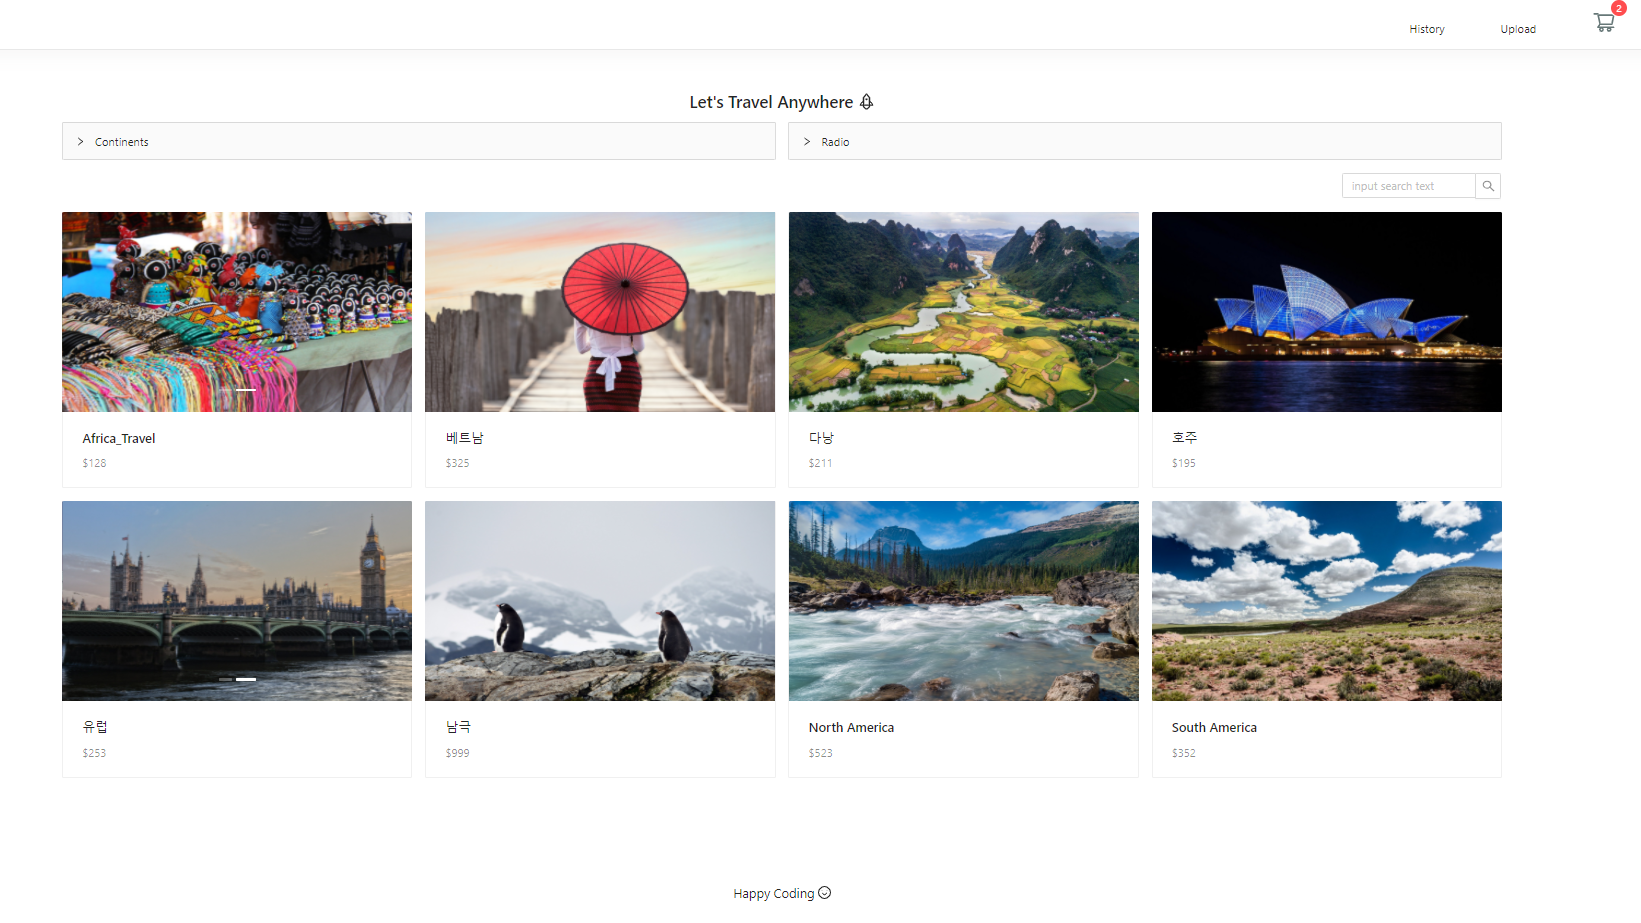 History Upload 2
Let's Travel Anywhere
Continents
Radio
input search text
Africa_Travel
$128
베트남
$325
다낭
$211
호주
$195
유럽
$253
남극
$999
North America
$523
South America
$352
Happy Coding